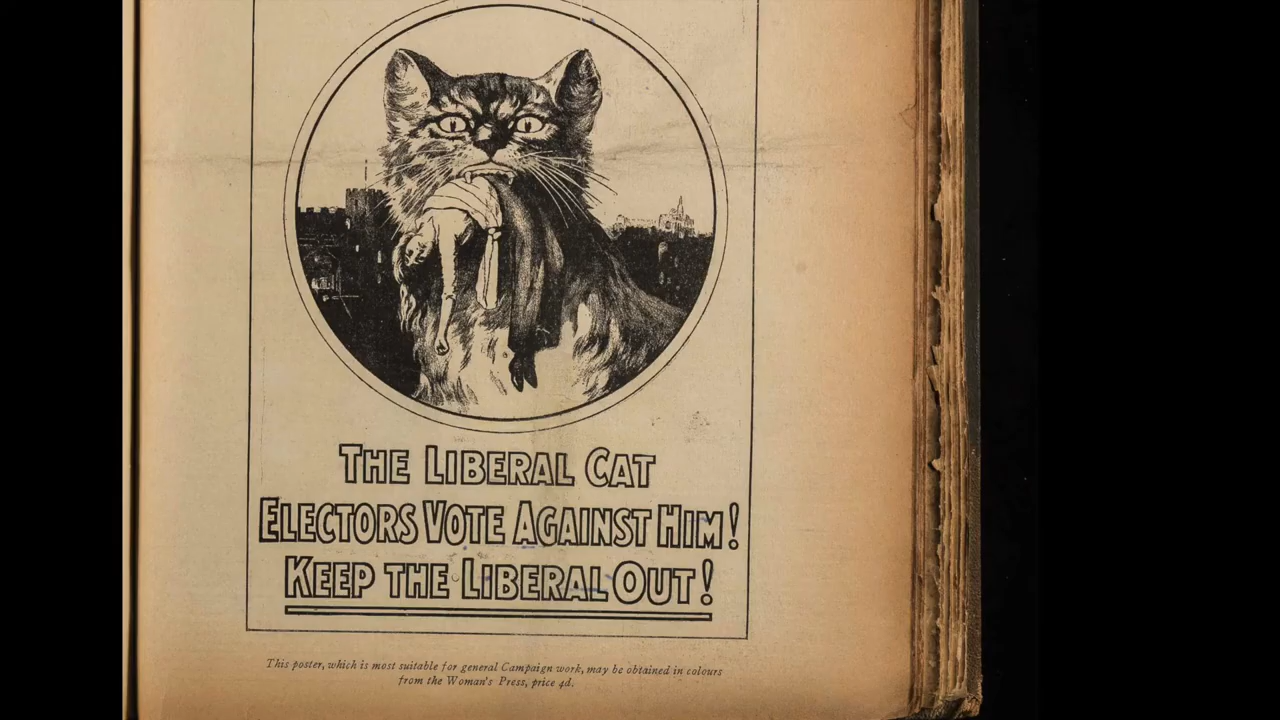 THE LIBERAL CAT
ELECTORS VOTE AGAINST HIM!
KEEP THE LIBERAL OUT!
This poster, which is most suitable for general Campaign work, may be obtained in colours
from the Woman's Press, price 4d.